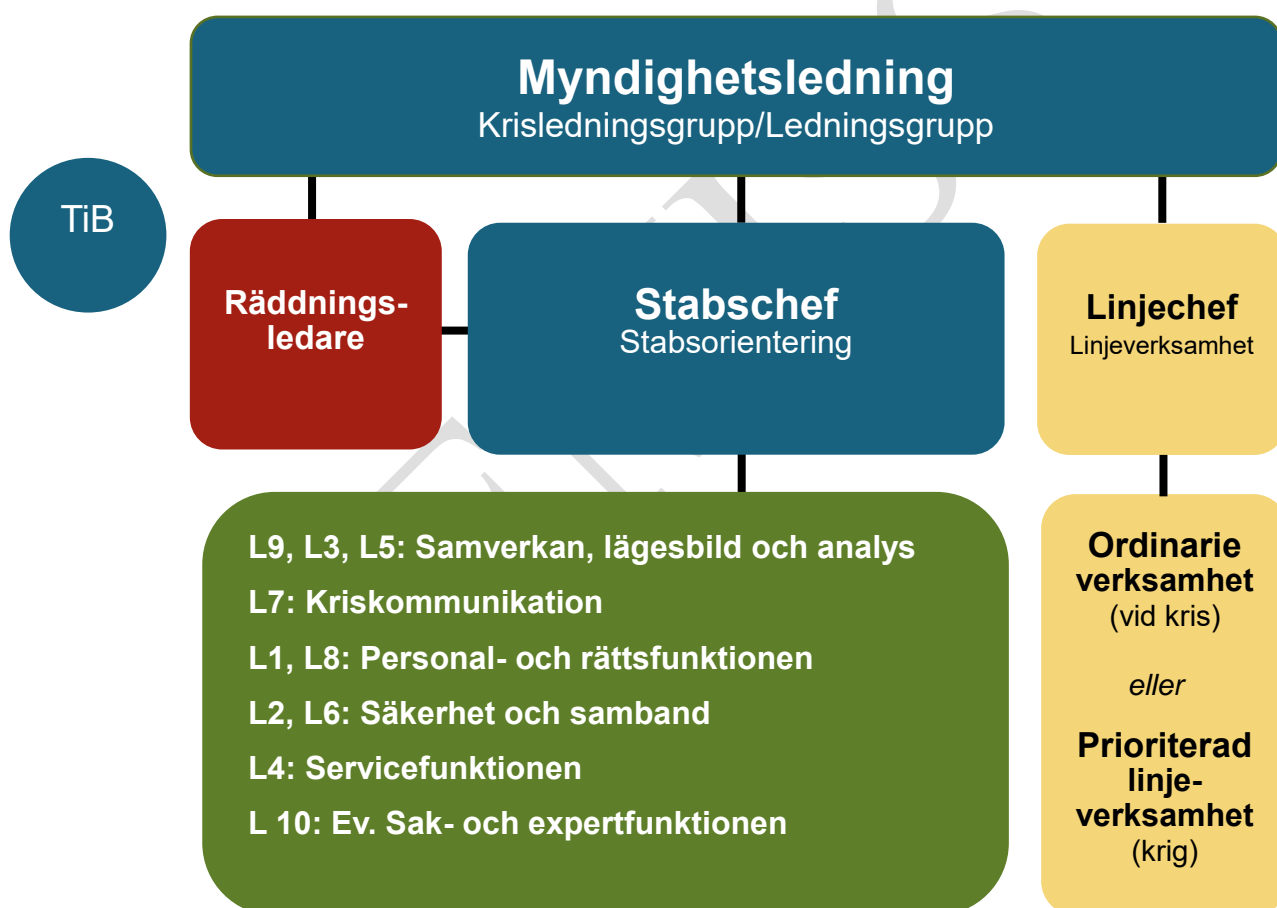 Myndighetsledning
Krisledningsgrupp/Ledningsgrupp
TiB
Räddnings-
ledare
Stabschef
Stabsorientering
Linjechef
Linjeverksamhet
L9, L3, L5: Samverkan, lägesbild och analys
L7: Kriskommunikation
L1, L8: Personal- och rättsfunktionen
L2, L6: Säkerhet och samband
L4: Servicefunktionen
L 10: Ev. Sak- och expertfunktionen
Ordinarie
verksamhet
(vid kris)
eller
Prioriterad
linje-
verksamhet
(krig)